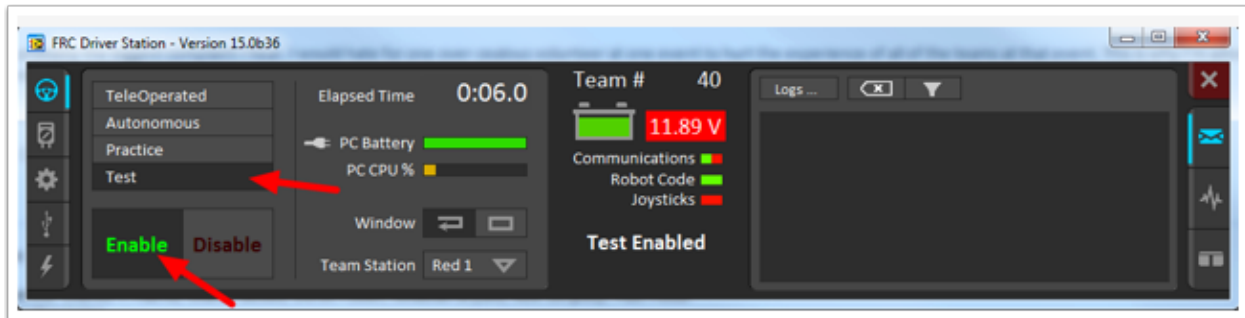 FRC Driver Station - Version 15.0b36
TeleOperated
Autonomous
Practice
Test
Enable Disable
Elapsed Time 0:06.0
PC Battery
PC CPU %
Window
Team Station Red 1
Team # 40
11.89 V
Communications
Robot Code
Joysticks
Test Enabled
Logs ...